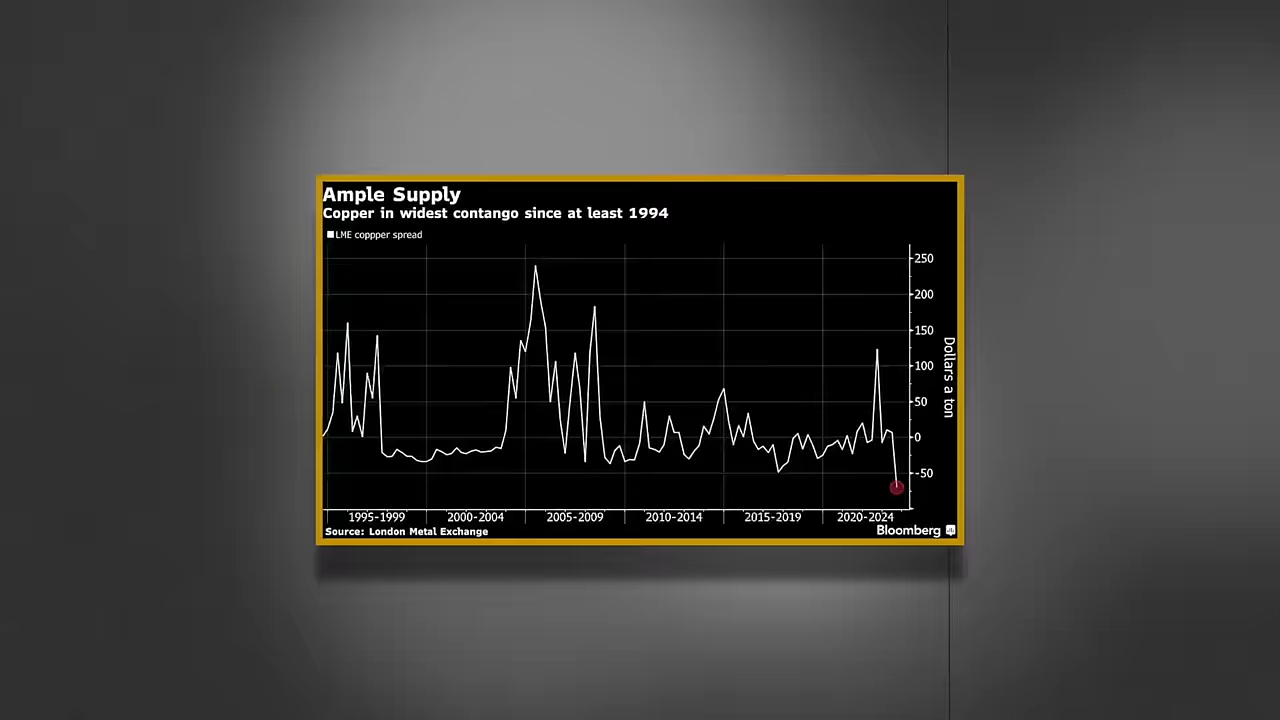 Ample Supply
Copper in widest contango since at least 1994
LME coppper spread
250
200
150
100
50
0
-50
Dollars a ton
1995-1999 2000-2004 2005-2009 2010-2014 2015-2019 2020-2024
Source: London Metal Exchange
Bloomberg